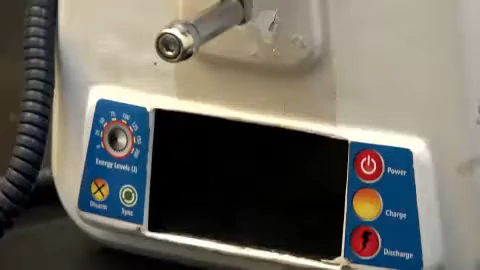 Energy Levels (J)
Disarm
Sync
Power
Charge
Discharge